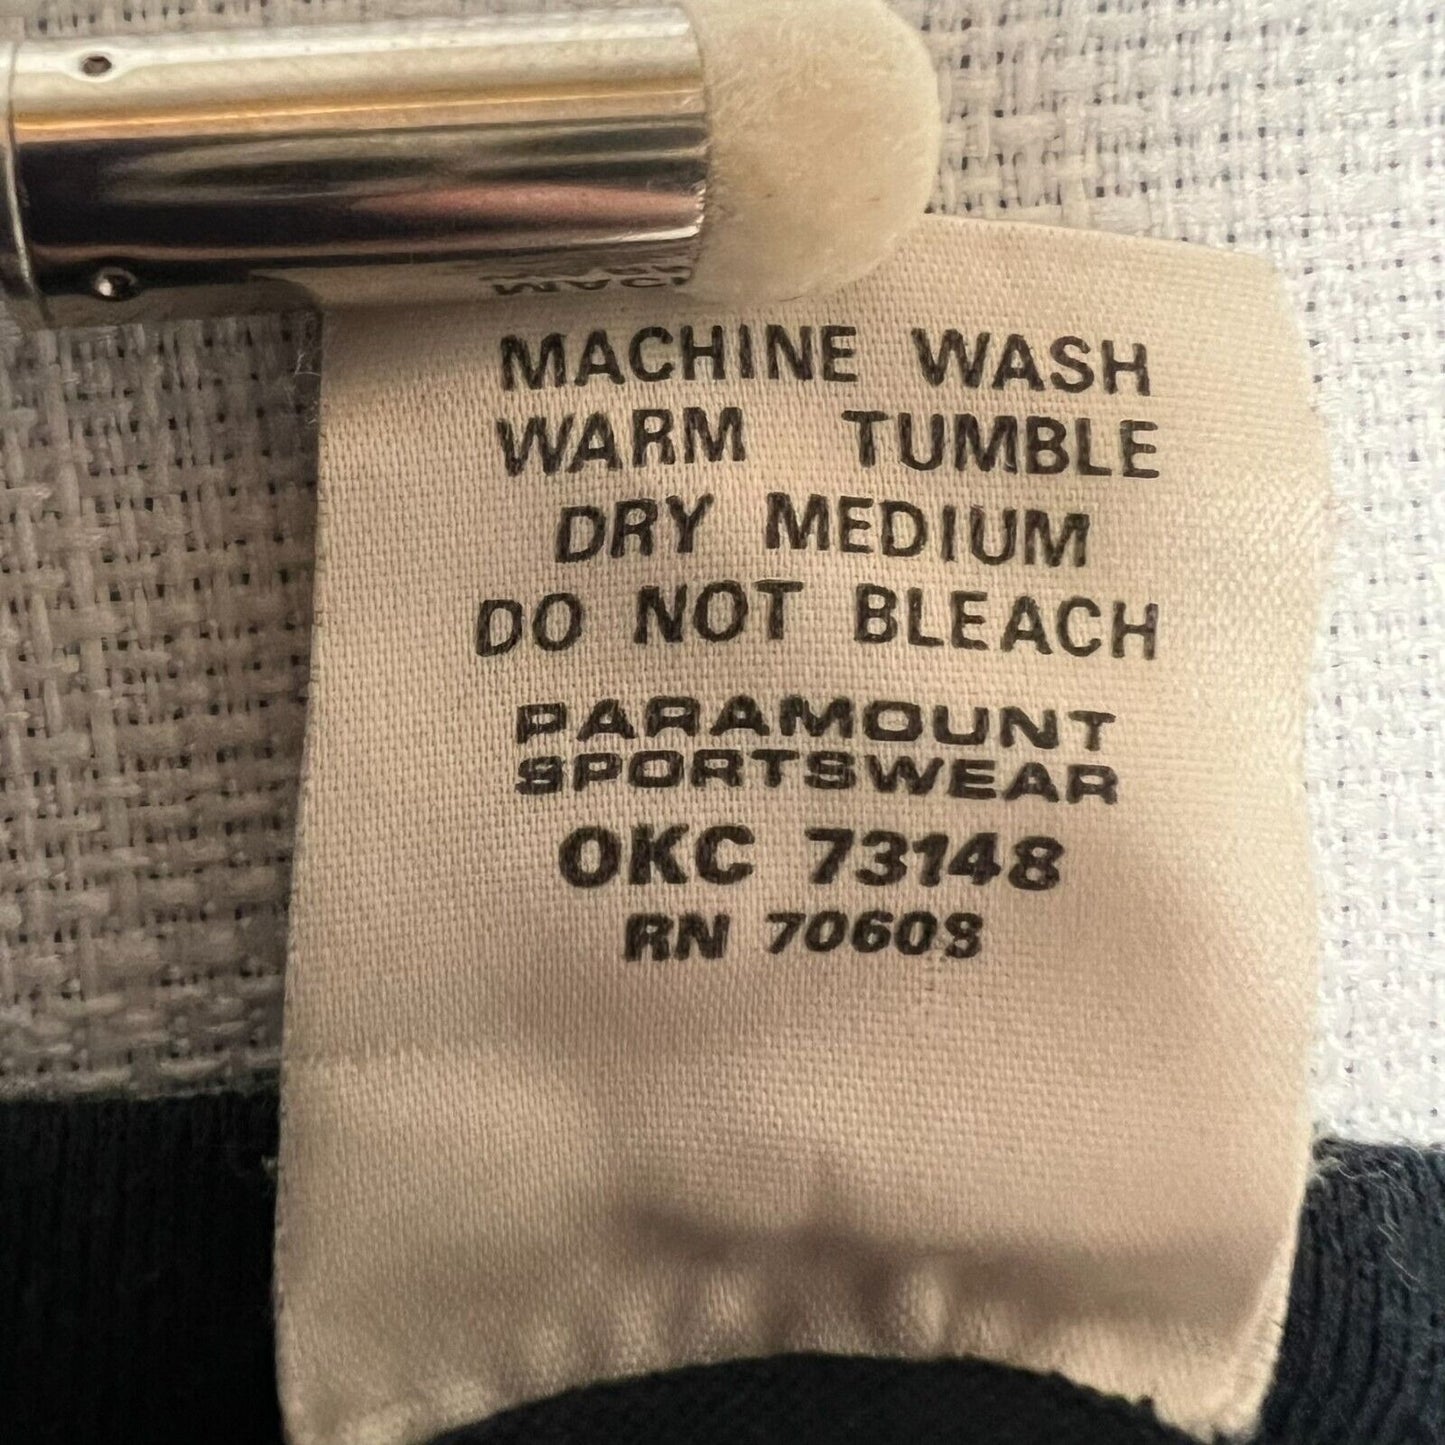 MACHINE WASH
WARM TUMBLE
DRY MEDIUM
DO NOT BLEACH
PARAMOUNT
SPORTSWEAR
OKC 73148
RN 70608